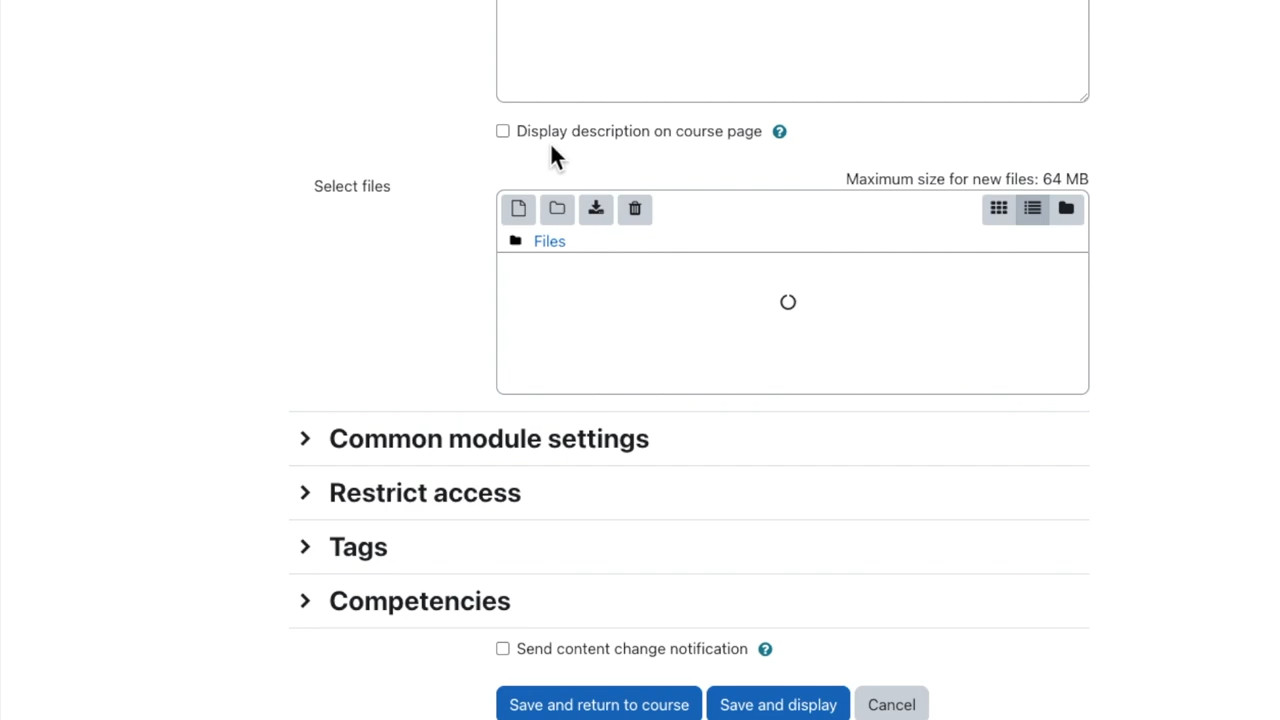 Display description on course page
Maximum size for new files: 64 MB
Select files
Files
Common module settings
Restrict access
Tags
Competencies
Send content change notification
Save and return to course
Save and display
Cancel